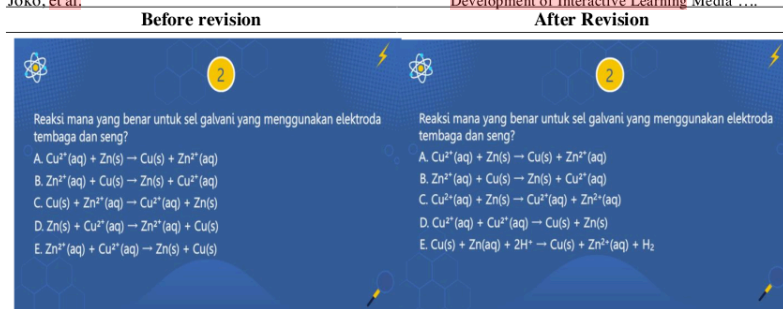 Joko, et al.
Development of Interactive Learning Media ….
Before revision
After Revision
2
Reaksi mana yang benar untuk sel galvani yang menggunakan elektroda
tembaga dan seng?
A. Cu²⁺(aq) + Zn(s) → Cu(s) + Zn²⁺(aq)
B. Zn²⁺(aq) + Cu(s) → Zn(s) + Cu²⁺(aq)
C. Cu(s) + Zn²⁺(aq) → Cu²⁺(aq) + Zn(s)
D. Zn(s) + Cu²⁺(aq) → Zn²⁺(aq) + Cu(s)
E. Zn²⁺(aq) + Cu²⁺(aq) → Zn(s) + Cu(s)
2
Reaksi mana yang benar untuk sel galvani yang menggunakan elektroda
tembaga dan seng?
A. Cu²⁺(aq) + Zn(s) → Cu(s) + Zn²⁺(aq)
B. Zn²⁺(aq) + Cu(s) → Zn(s) + Cu²⁺(aq)
C. Cu²⁺(aq) + Zn(s) → Cu²⁺(aq) + Zn²⁺(aq)
D. Cu²⁺(aq) + Cu²⁺(aq) → Cu(s) + Zn(s)
E. Cu(s) + Zn(aq) + 2H⁺ → Cu(s) + Zn²⁺(aq) + H₂